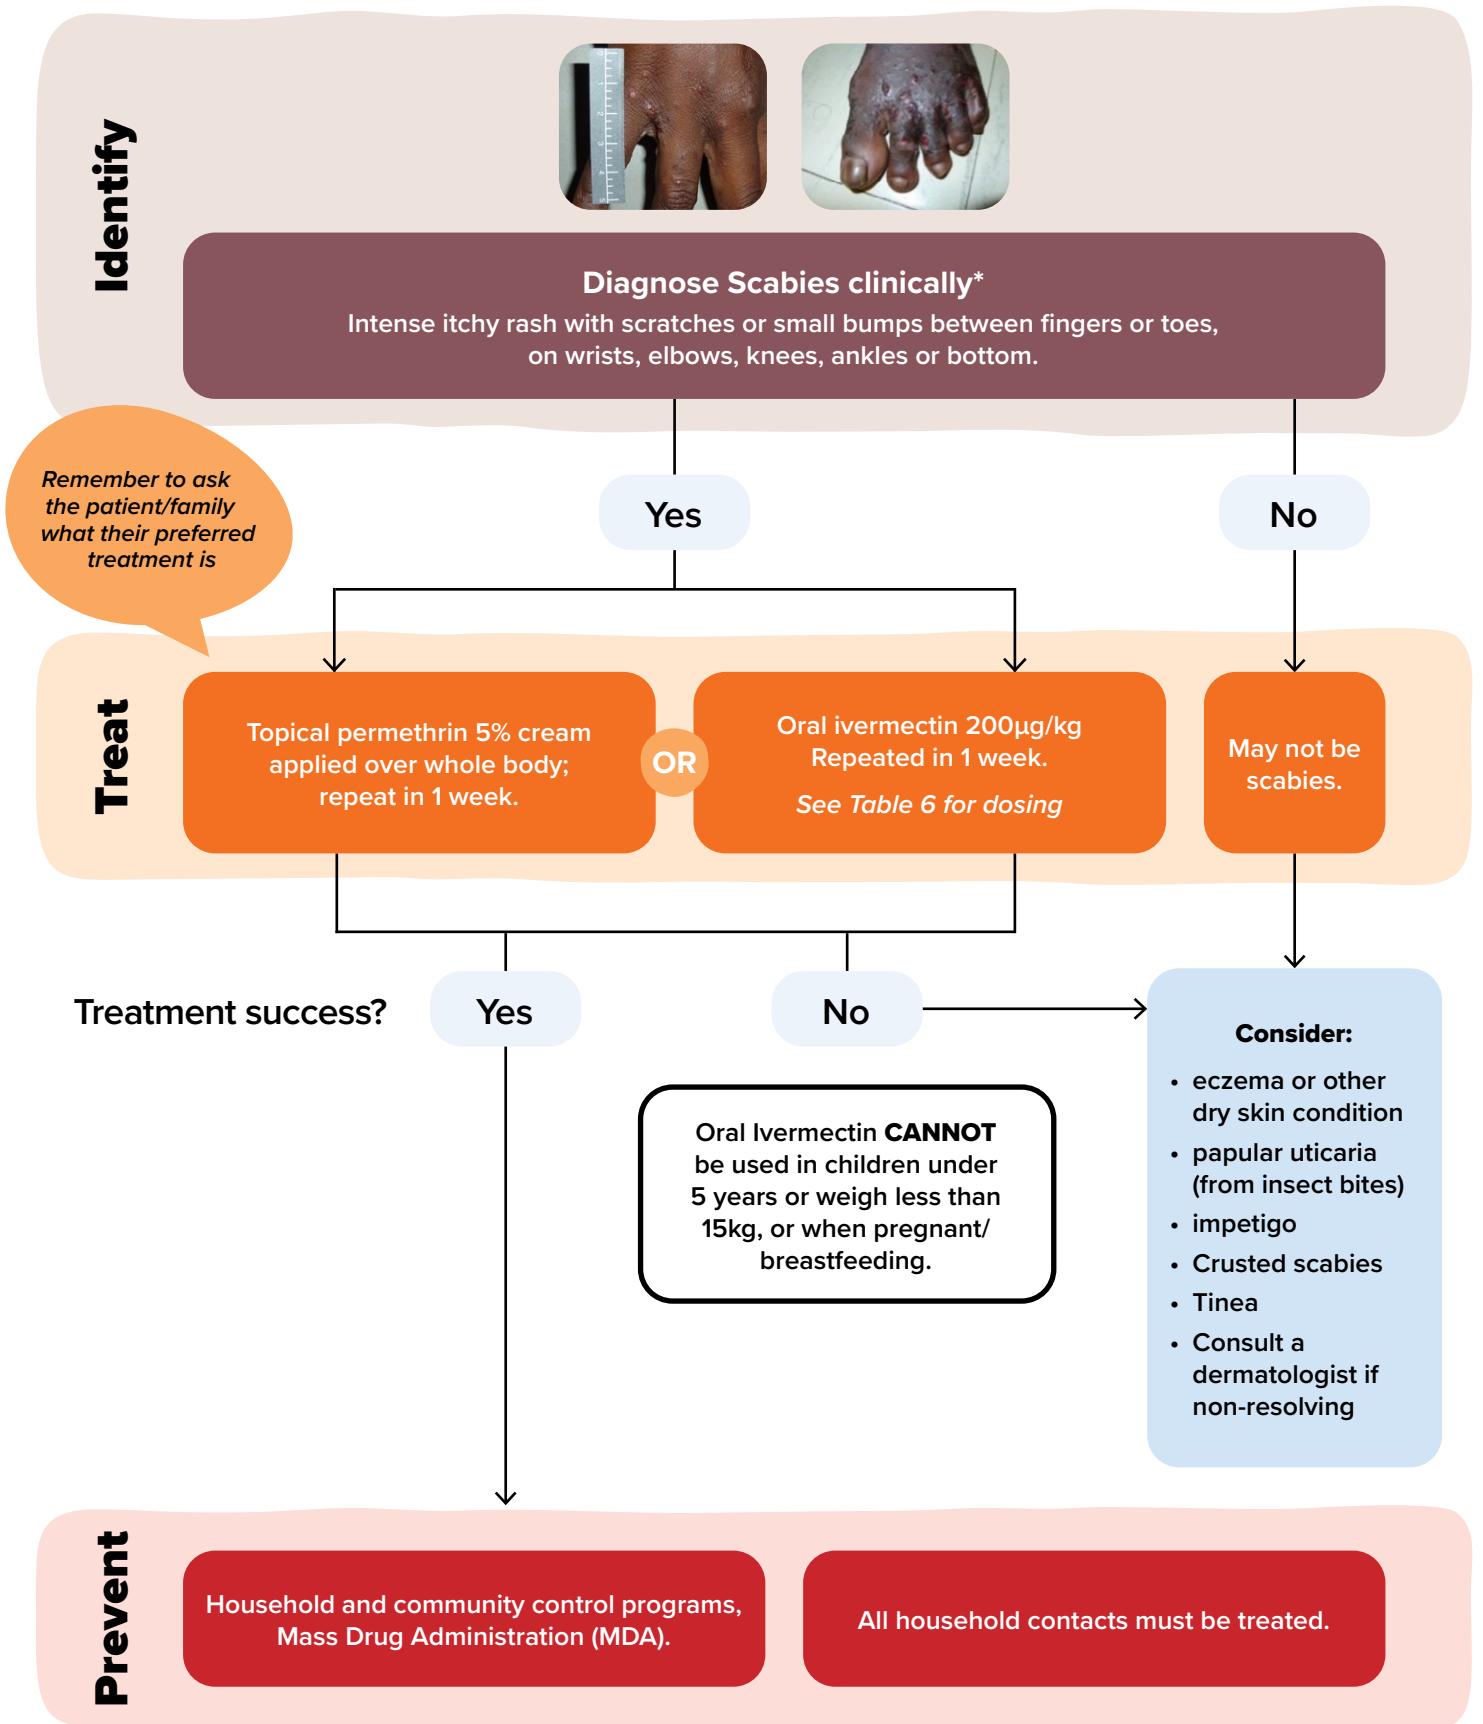 Identify
Diagnose Scabies clinically*
Intense itchy rash with scratches or small bumps between fingers or toes,
on wrists, elbows, knees, ankles or bottom.
Remember to ask
the patient/family
what their preferred
treatment is
Yes
No
Treat
Topical permethrin 5% cream
applied over whole body;
repeat in 1 week.
OR
Oral ivermectin 200µg/kg
Repeated in 1 week.
See Table 6 for dosing
May not be
scabies.
Treatment success?
Yes
No
Oral Ivermectin CANNOT
be used in children under
5 years or weigh less than
15kg, or when pregnant/
breastfeeding.
Consider:
• eczema or other
dry skin condition
• papular uticaria
(from insect bites)
• impetigo
• Crusted scabies
• Tinea
• Consult a
dermatologist if
non-resolving
Prevent
Household and community control programs,
Mass Drug Administration (MDA).
All household contacts must be treated.